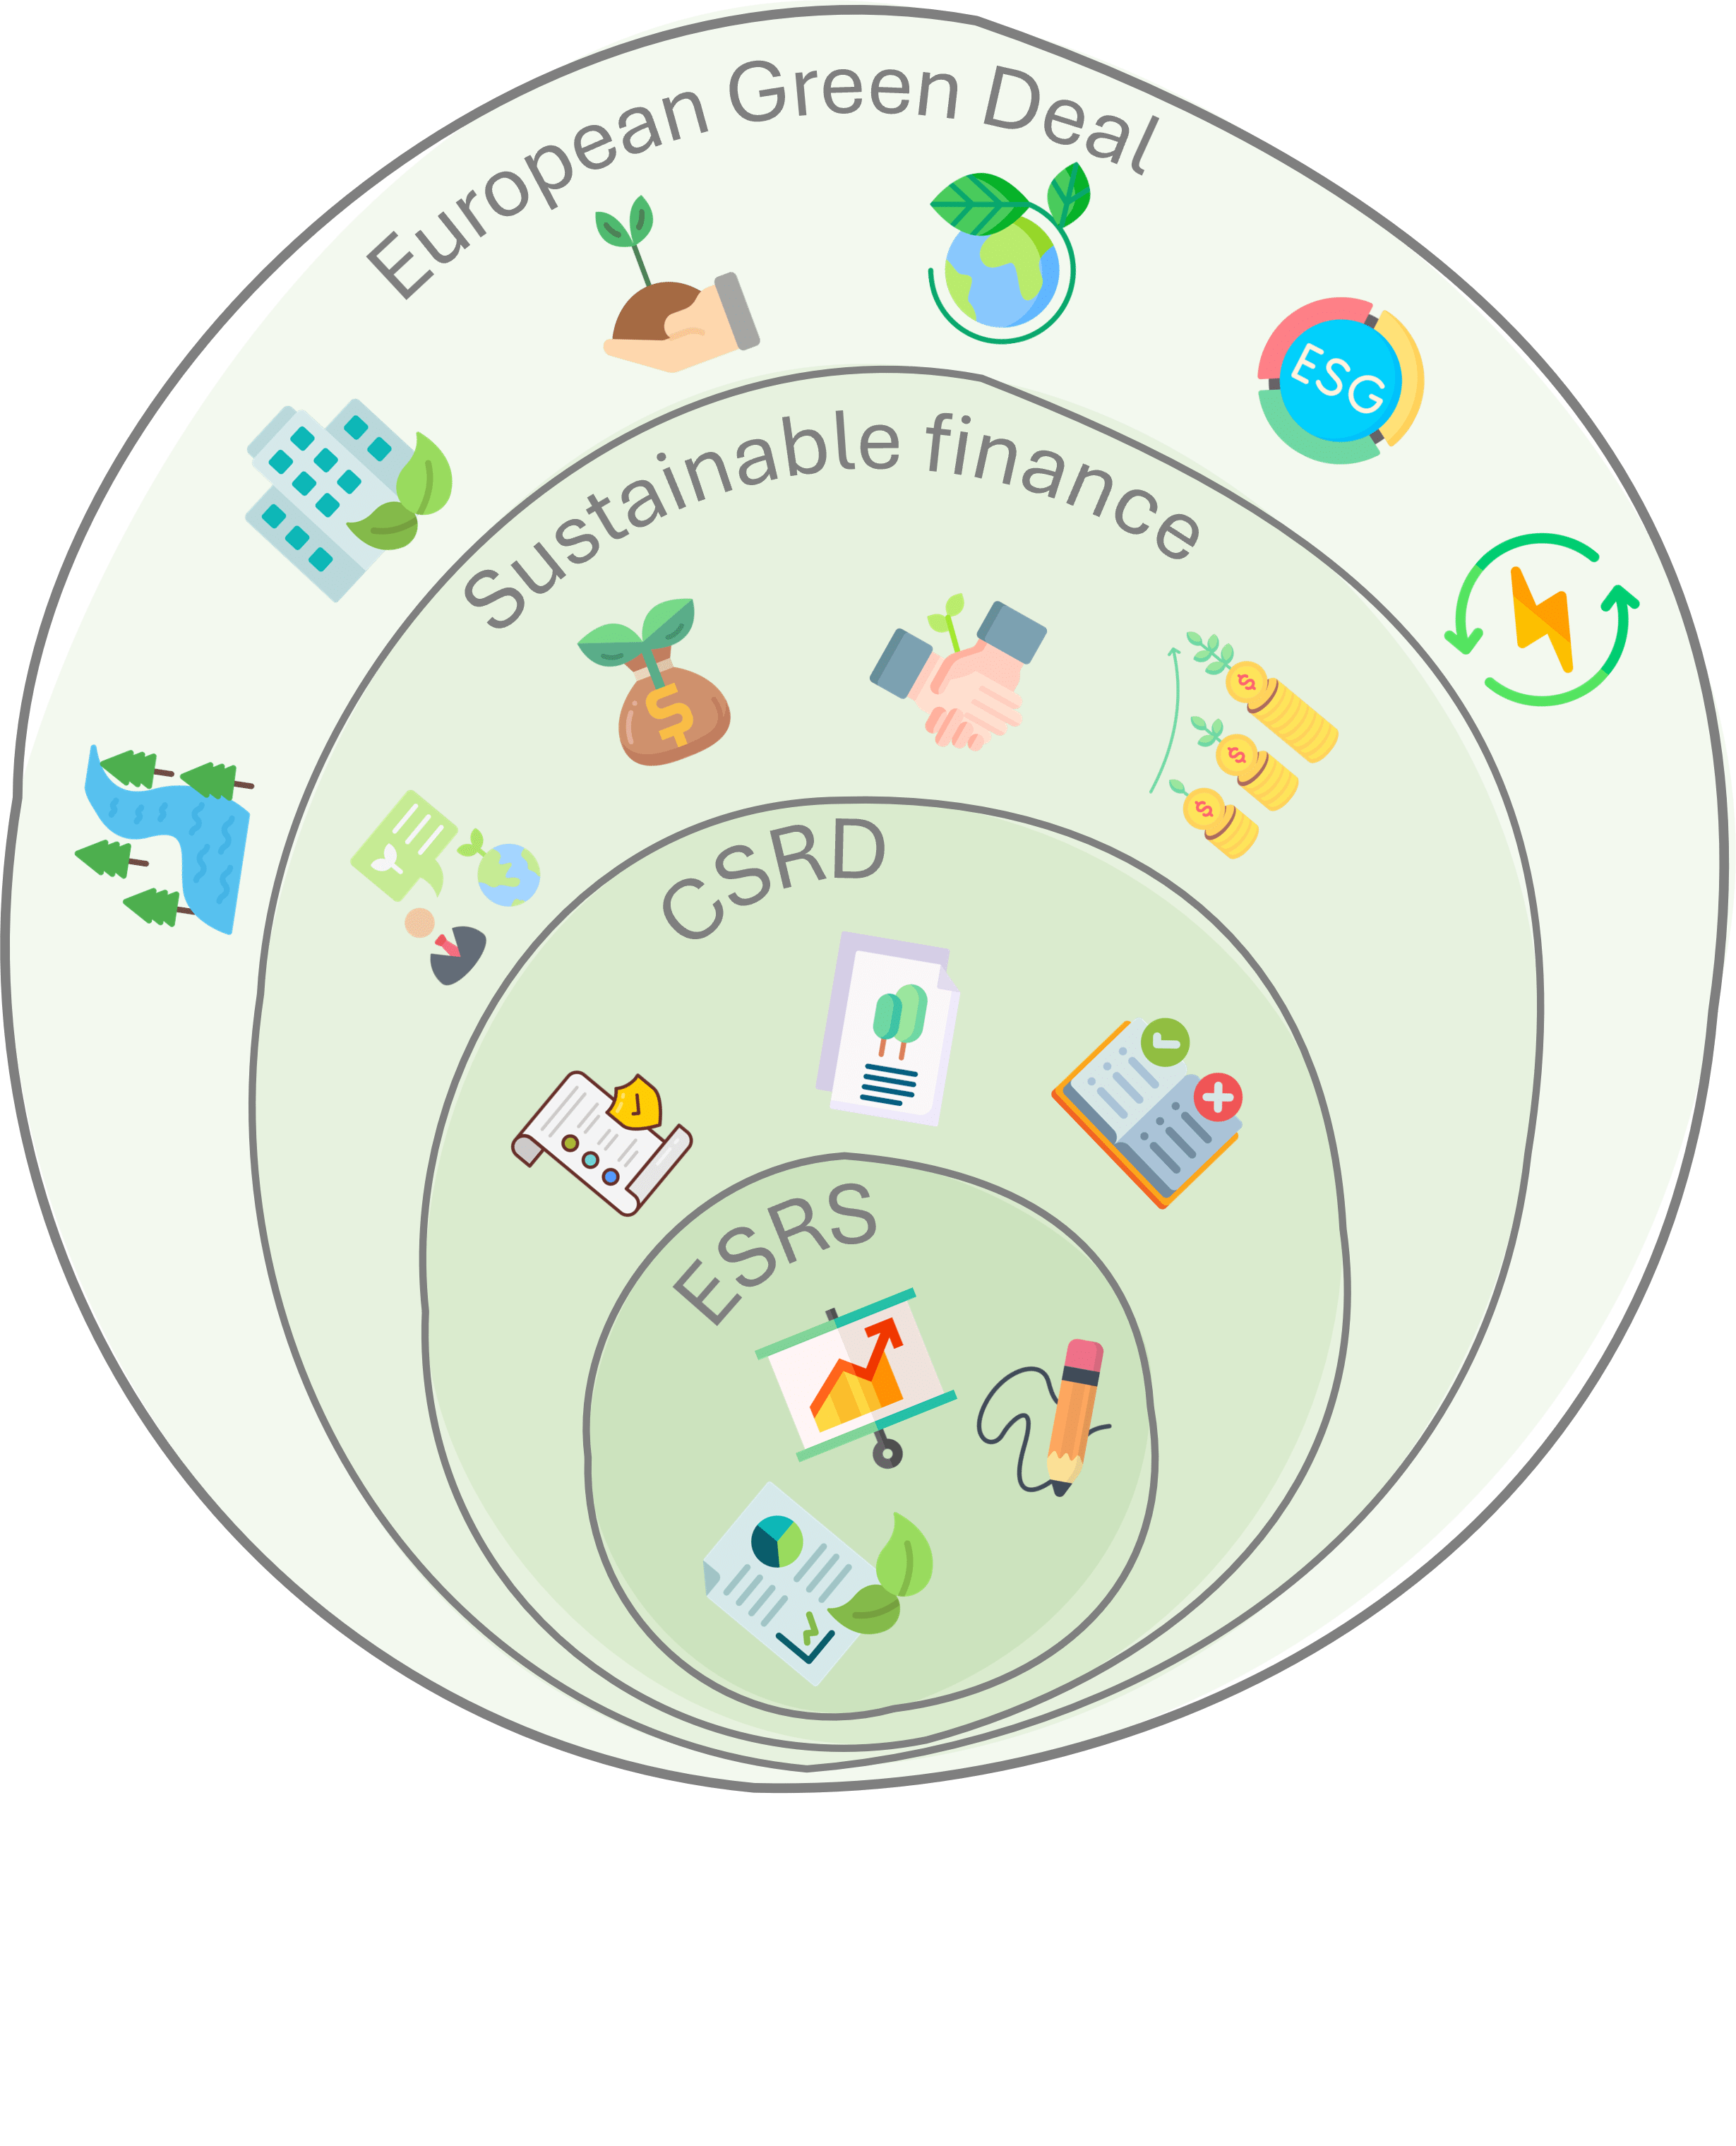 European Green Deal
ESG
Sustainable finance
$
$
$
$
CSRD
ESRS